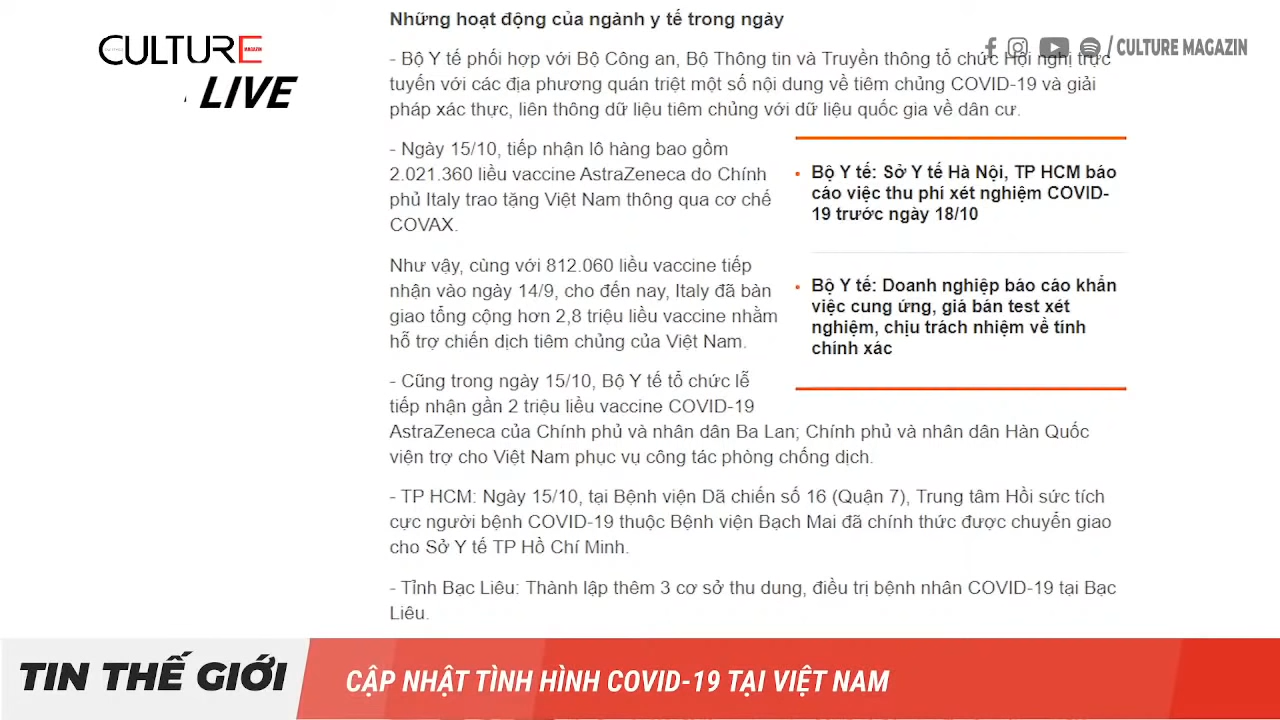 CULTURE
MAGAZIN
LIVE
/ CULTURE MAGAZIN
Những hoạt động của ngành y tế trong ngày
- Bộ Y tế phối hợp với Bộ Công an, Bộ Thông tin và Truyền thông tổ chức Hội nghị trực
tuyến với các địa phương quán triệt một số nội dung về tiêm chủng COVID-19 và giải
pháp xác thực, liên thông dữ liệu tiêm chủng với dữ liệu quốc gia về dân cư.
- Ngày 15/10, tiếp nhận lô hàng bao gồm
2.021.360 liều vaccine AstraZeneca do Chính
phủ Italy trao tặng Việt Nam thông qua cơ chế
COVAX.
Như vậy, cùng với 812.060 liều vaccine tiếp
nhận vào ngày 14/9, cho đến nay, Italy đã bàn
giao tổng cộng hơn 2,8 triệu liều vaccine nhằm
hỗ trợ chiến dịch tiêm chủng của Việt Nam.
Bộ Y tế: Sở Y tế Hà Nội, TP HCM báo
cáo việc thu phí xét nghiệm COVID-
19 trước ngày 18/10
Bộ Y tế: Doanh nghiệp báo cáo khẩn
việc cung ứng, giá bán test xét
nghiệm, chịu trách nhiệm về tính
chính xác
- Cũng trong ngày 15/10, Bộ Y tế tổ chức lễ
tiếp nhận gần 2 triệu liều vaccine COVID-19
AstraZeneca của Chính phủ và nhân dân Ba Lan; Chính phủ và nhân dân Hàn Quốc
viện trợ cho Việt Nam phục vụ công tác phòng chống dịch.
- TP HCM: Ngày 15/10, tại Bệnh viện Dã chiến số 16 (Quận 7), Trung tâm Hồi sức tích
cực người bệnh COVID-19 thuộc Bệnh viện Bạch Mai đã chính thức được chuyển giao
cho Sở Y tế TP Hồ Chí Minh.
- Tỉnh Bạc Liêu: Thành lập thêm 3 cơ sở thu dung, điều trị bệnh nhân COVID-19 tại Bạc
Liêu.
TIN THẾ GIỚI
CẬP NHẬT TÌNH HÌNH COVID-19 TẠI VIỆT NAM